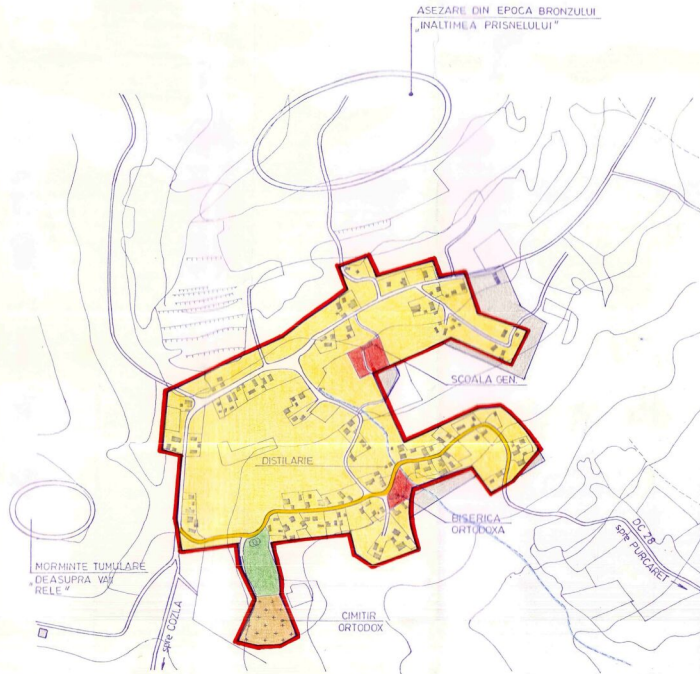 ASEZARE DIN EPOCA BRONZULUI
„INALTIMEA PRISNELULUI"
SCOALA GEN.
DISTILARIE
BISERICA
ORTODOXA
DC 28
spre PURCARET
MORMINTE TUMULARE
„DEASUPRA VAII
RELE"
CIMITIR
ORTODOX
spre COZLA